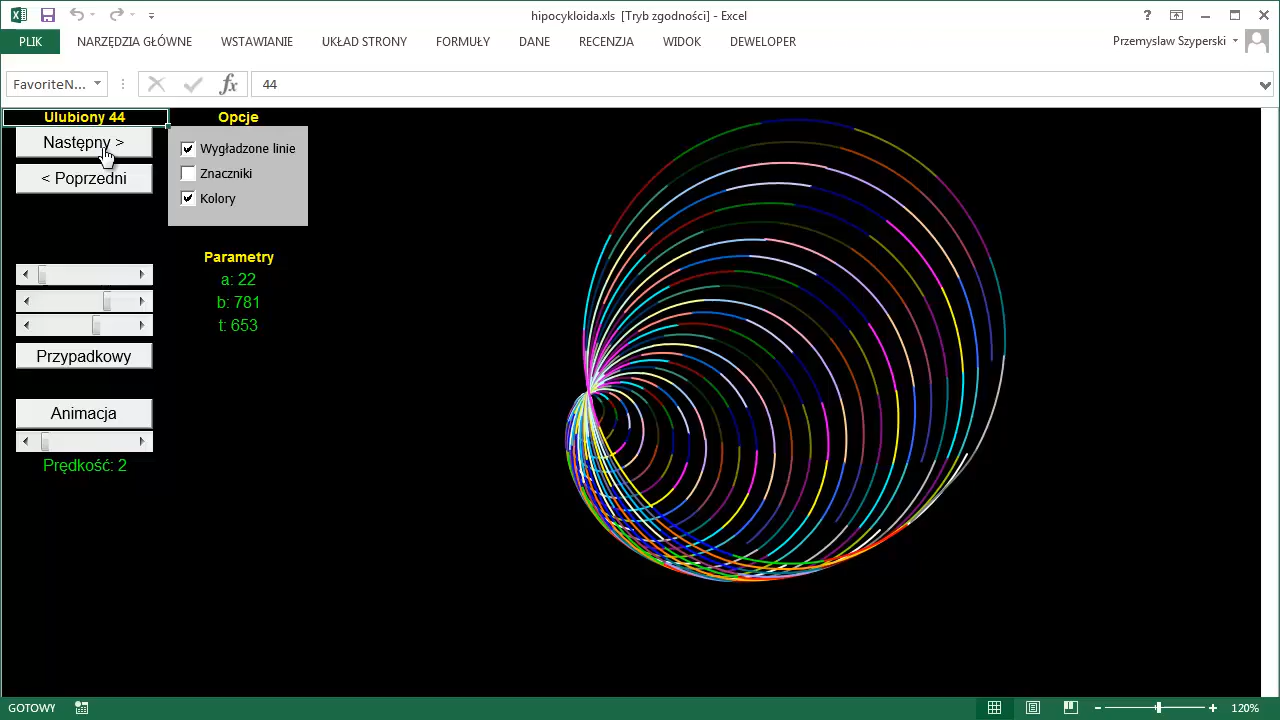 hipocykloida.xls [Tryb zgodności] - Excel
?
PLIK NARZĘDZIA GŁÓWNE WSTAWIANIE UKŁAD STRONY FORMUŁY DANE RECENZJA WIDOK DEWELOPER Przemyslaw Szyperski
FavoriteN... fx 44
Ulubiony 44 Opcje
Następny >
< Poprzedni
Wygładzone linie
Znaczniki
Kolory
Parametry
a: 22
b: 781
t: 653
Przypadkowy
Animacja
Prędkość: 2
GOTOWY 120%